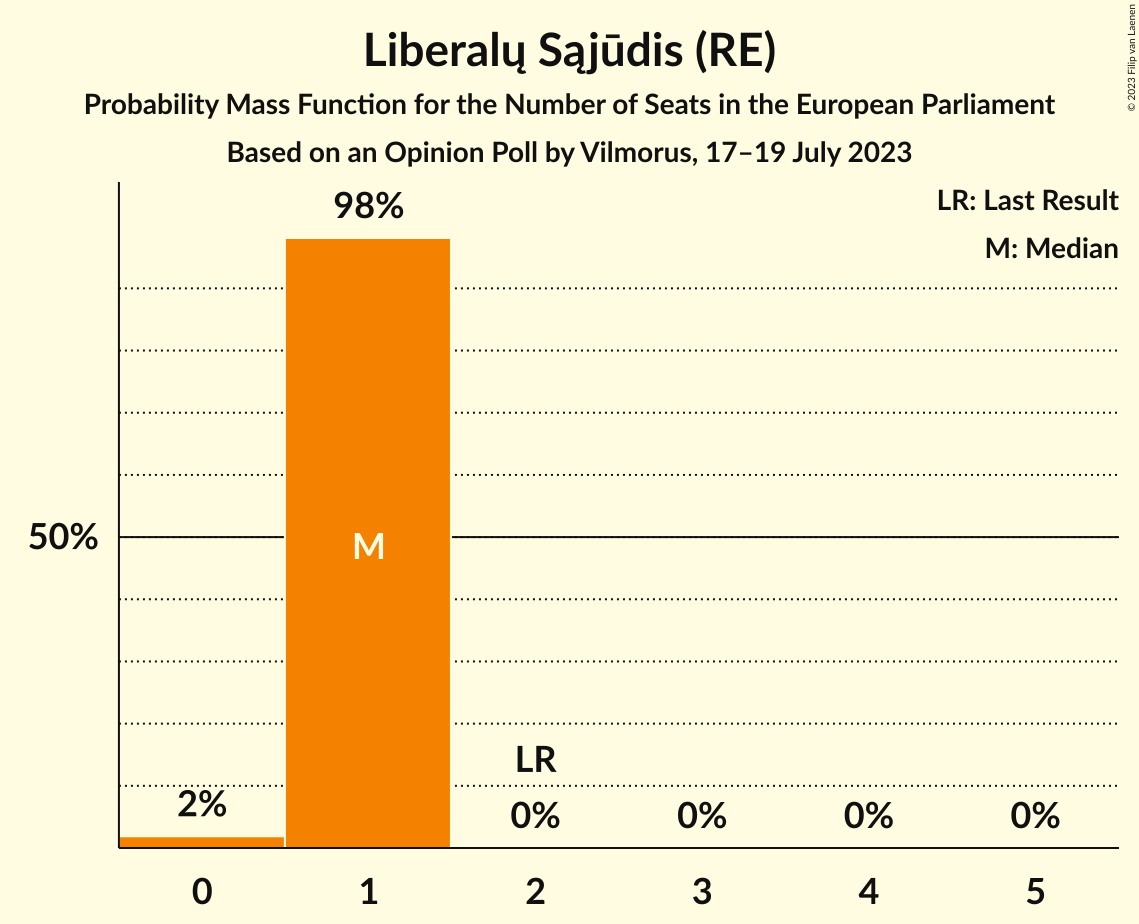 Liberalų Sąjūdis (RE)
Probability Mass Function for the Number of Seats in the European Parliament
Based on an Opinion Poll by Vilmorus, 17–19 July 2023
© 2023 Filip van Laenen
LR: Last Result
M: Median
98%
50%
M
LR
2%
0%
0%
0%
0%
0
1
2
3
4
5